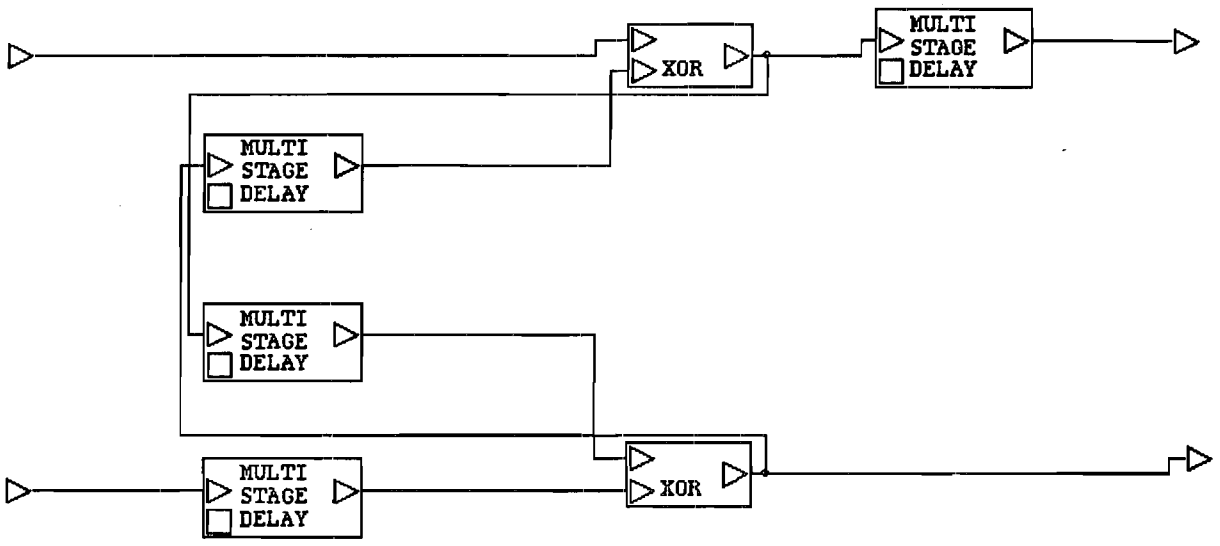 XOR
MULTI
STAGE
DELAY
MULTI
STAGE
DELAY
MULTI
STAGE
DELAY
XOR
MULTI
STAGE
DELAY